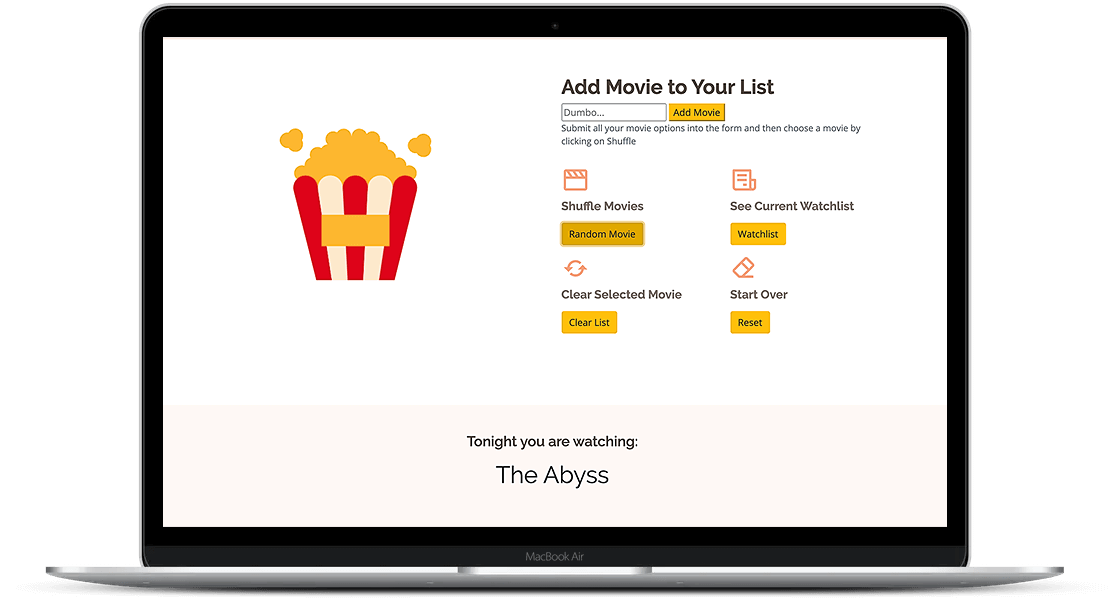 Add Movie to Your List
Dumbo...
Add Movie
Submit all your movie options into the form and then choose a movie by
clicking on Shuffle
Shuffle Movies
See Current Watchlist
Random Movie
Watchlist
Clear Selected Movie
Start Over
Clear List
Reset
Tonight you are watching:
The Abyss
MacBook Air